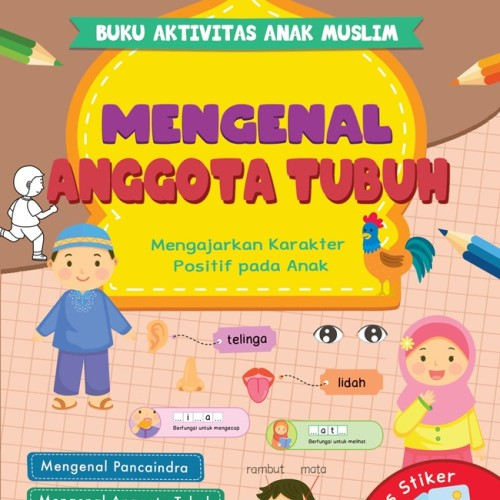 BUKU AKTIVITAS ANAK MUSLIM
MENGENAL
ANGGOTA TUBUH
Mengajarkan Karakter
Positif pada Anak
telinga
lidah
_ i _ a _
Berfungsi untuk mengecap
_ a t _
Berfungsi untuk melihat.
Mengenal Pancaindra
rambut mata
Stiker